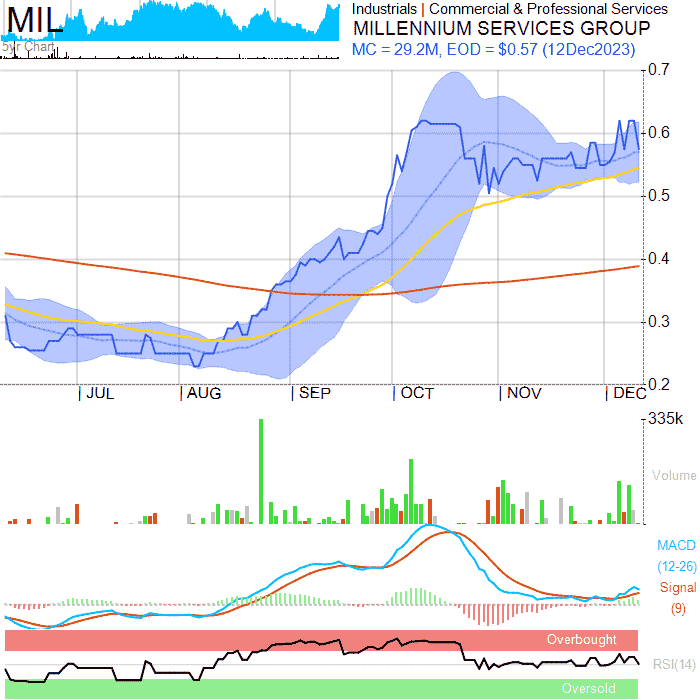 MIL
5yr Chart
Industrials | Commercial & Professional Services
MILLENNIUM SERVICES GROUP
MC = 29.2M, EOD = $0.57 (12Dec2023)
0.7
0.6
0.5
0.4
0.3
0.2
JUL
AUG
SEP
OCT
NOV
DEC
335k
Volume
MACD
(12-26)
Signal
(9)
Overbought
RSI(14)
Oversold